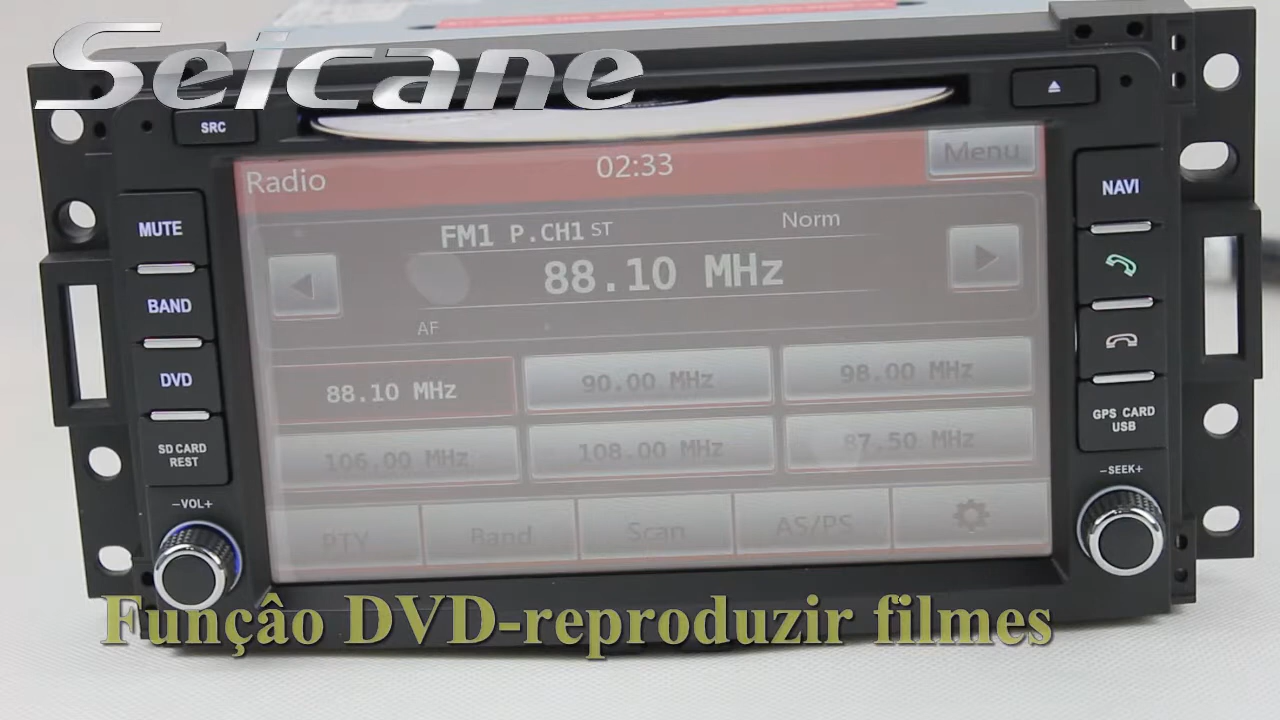 Seicane
SRC
Radio
02:33
Menu
MUTE
BAND
DVD
SD CARD
REST
-VOL+
FM1 P.CH1 ST
Norm
88.10 MHz
AF
88.10 MHz
90.00 MHz
98.00 MHz
106.00 MHz
108.00 MHz
87.50 MHz
PTY
Band
Scan
AS/PS
NAVI
GPS CARD
USB
-SEEK+
Funçâo DVD-reproduzir filmes